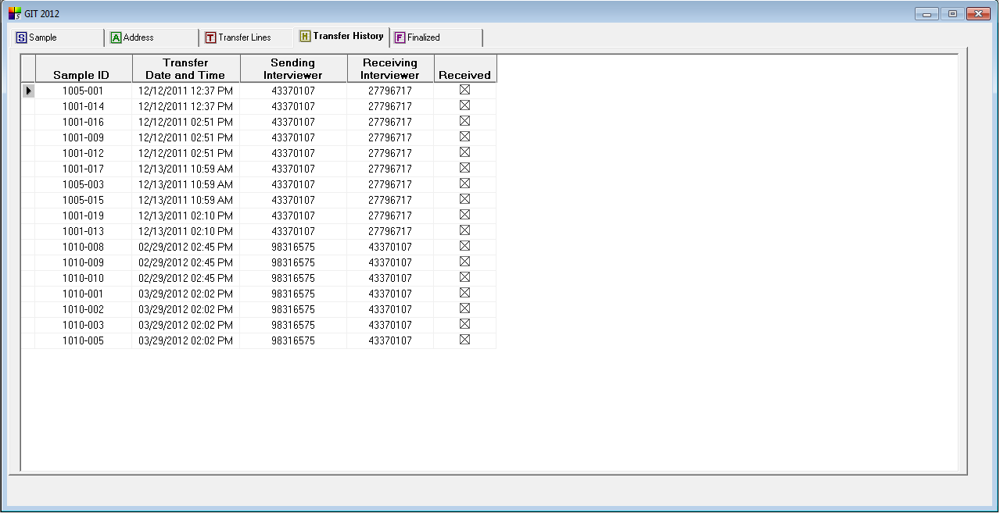 GIT 2012
S Sample A Address T Transfer Lines H Transfer History F Finalized
Sample ID Transfer Date and Time Sending Interviewer Receiving Interviewer Received
1005-001 12/12/2011 12:37 PM 43370107 27796717
1001-014 12/12/2011 12:37 PM 43370107 27796717
1001-016 12/12/2011 02:51 PM 43370107 27796717
1001-009 12/12/2011 02:51 PM 43370107 27796717
1001-012 12/12/2011 02:51 PM 43370107 27796717
1001-017 12/13/2011 10:59 AM 43370107 27796717
1005-003 12/13/2011 10:59 AM 43370107 27796717
1005-015 12/13/2011 10:59 AM 43370107 27796717
1001-019 12/13/2011 02:10 PM 43370107 27796717
1001-013 12/13/2011 02:10 PM 43370107 27796717
1010-008 02/29/2012 02:45 PM 98316575 43370107
1010-009 02/29/2012 02:45 PM 98316575 43370107
1010-010 02/29/2012 02:45 PM 98316575 43370107
1010-001 03/29/2012 02:02 PM 98316575 43370107
1010-002 03/29/2012 02:02 PM 98316575 43370107
1010-003 03/29/2012 02:02 PM 98316575 43370107
1010-005 03/29/2012 02:02 PM 98316575 43370107